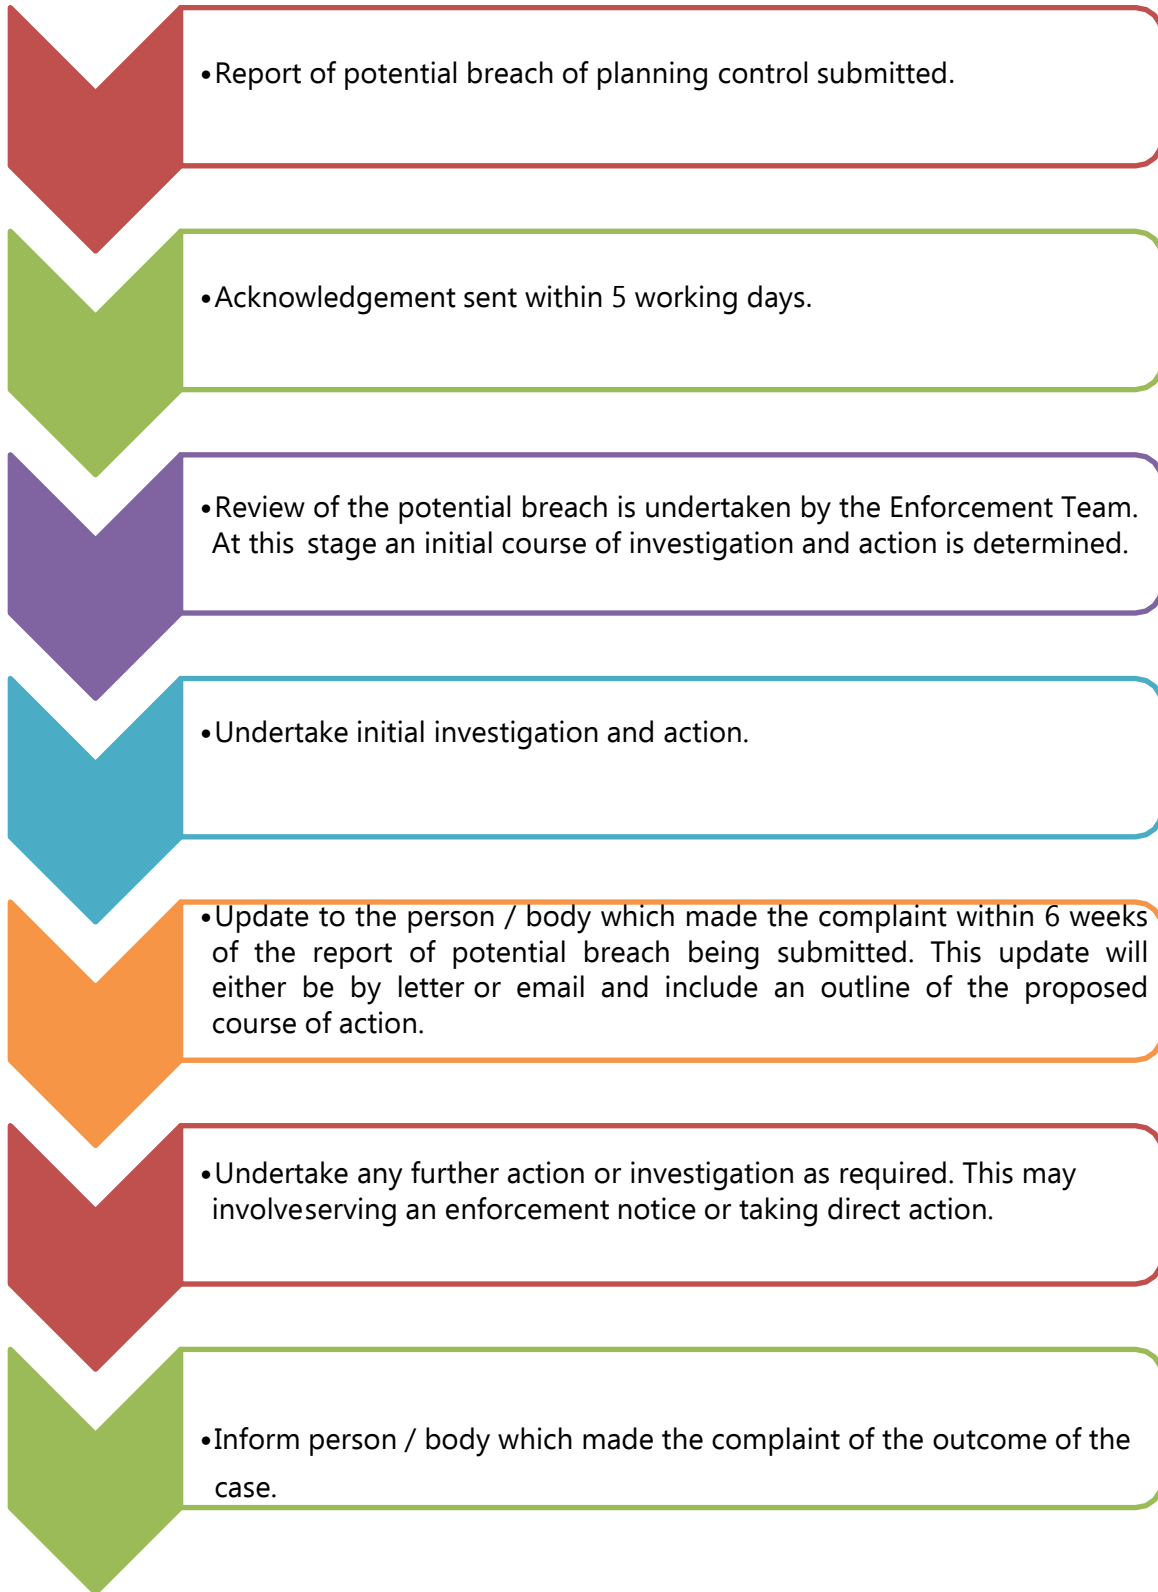 •Report of potential breach of planning control submitted.
•Acknowledgement sent within 5 working days.
•Review of the potential breach is undertaken by the Enforcement Team.
At this stage an initial course of investigation and action is determined.
•Undertake initial investigation and action.
•Update to the person / body which made the complaint within 6 weeks
of the report of potential breach being submitted. This update will
either be by letter or email and include an outline of the proposed
course of action.
•Undertake any further action or investigation as required. This may
involveserving an enforcement notice or taking direct action.
•Inform person / body which made the complaint of the outcome of the
case.